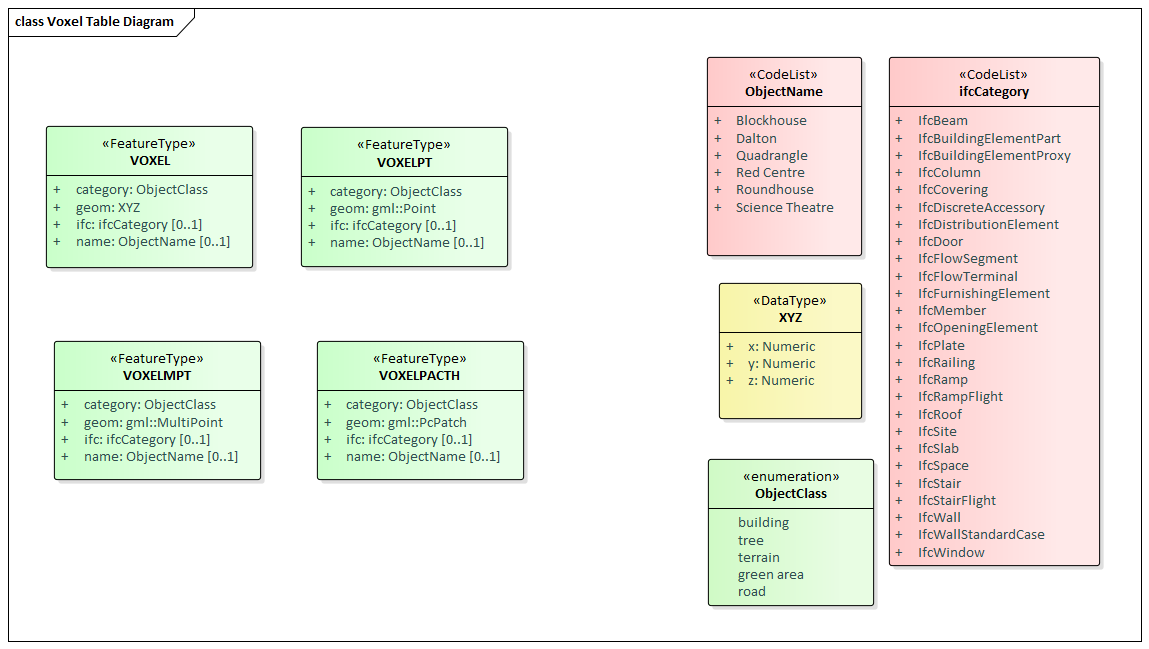 class Voxel Table Diagram
«FeatureType»
VOXEL
+ category: ObjectClass
+ geom: XYZ
+ ifc: ifcCategory [0..1]
+ name: ObjectName [0..1]
«FeatureType»
VOXELPT
+ category: ObjectClass
+ geom: gml::Point
+ ifc: ifcCategory [0..1]
+ name: ObjectName [0..1]
«FeatureType»
VOXELMPT
+ category: ObjectClass
+ geom: gml::MultiPoint
+ ifc: ifcCategory [0..1]
+ name: ObjectName [0..1]
«FeatureType»
VOXELPACTH
+ category: ObjectClass
+ geom: gml::PcPatch
+ ifc: ifcCategory [0..1]
+ name: ObjectName [0..1]
«CodeList»
ObjectName
+ Blockhouse
+ Dalton
+ Quadrangle
+ Red Centre
+ Roundhouse
+ Science Theatre
«DataType»
XYZ
+ x: Numeric
+ y: Numeric
+ z: Numeric
«enumeration»
ObjectClass
building
tree
terrain
green area
road
«CodeList»
ifcCategory
+ IfcBeam
+ IfcBuildingElementPart
+ IfcBuildingElementProxy
+ IfcColumn
+ IfcCovering
+ IfcDiscreteAccessory
+ IfcDistributionElement
+ IfcDoor
+ IfcFlowSegment
+ IfcFlowTerminal
+ IfcFurnishingElement
+ IfcMember
+ IfcOpeningElement
+ IfcPlate
+ IfcRailing
+ IfcRamp
+ IfcRampFlight
+ IfcRoof
+ IfcSite
+ IfcSlab
+ IfcSpace
+ IfcStair
+ IfcStairFlight
+ IfcWall
+ IfcWallStandardCase
+ IfcWindow